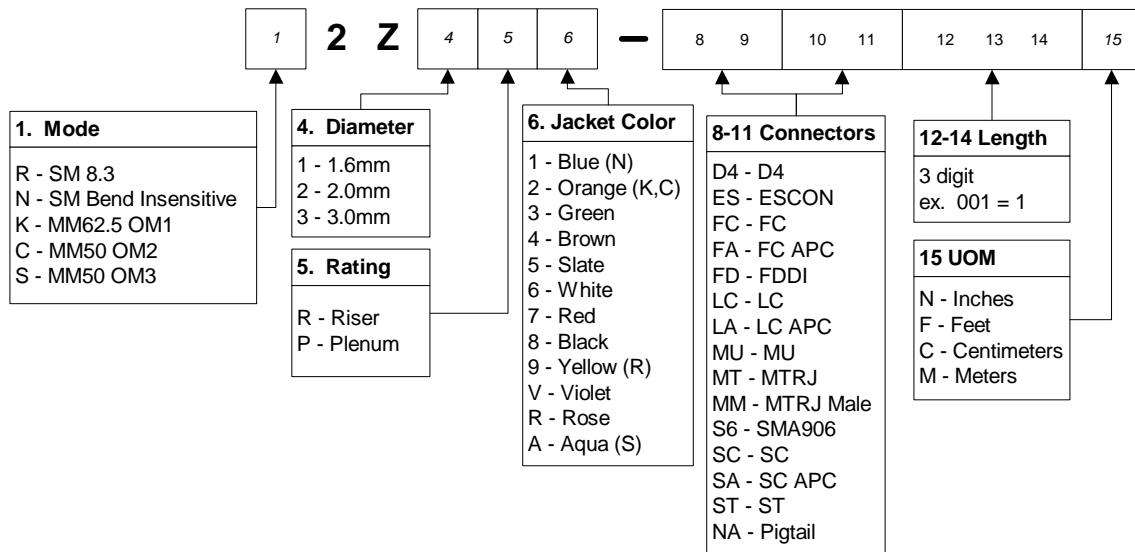 1 2 Z 4 5 6 – 8 9 10 11 12 13 14 15
1. Mode
R - SM 8.3
N - SM Bend Insensitive
K - MM62.5 OM1
C - MM50 OM2
S - MM50 OM3
4. Diameter
1 - 1.6mm
2 - 2.0mm
3 - 3.0mm
5. Rating
R - Riser
P - Plenum
6. Jacket Color
1 - Blue (N)
2 - Orange (K,C)
3 - Green
4 - Brown
5 - Slate
6 - White
7 - Red
8 - Black
9 - Yellow (R)
V - Violet
R - Rose
A - Aqua (S)
8-11 Connectors
D4 - D4
ES - ESCON
FC - FC
FA - FC APC
FD - FDDI
LC - LC
LA - LC APC
MU - MU
MT - MTRJ
MM - MTRJ Male
S6 - SMA906
SC - SC
SA - SC APC
ST - ST
NA - Pigtail
12-14 Length
3 digit
ex. 001 = 1
15 UOM
N - Inches
F - Feet
C - Centimeters
M - Meters